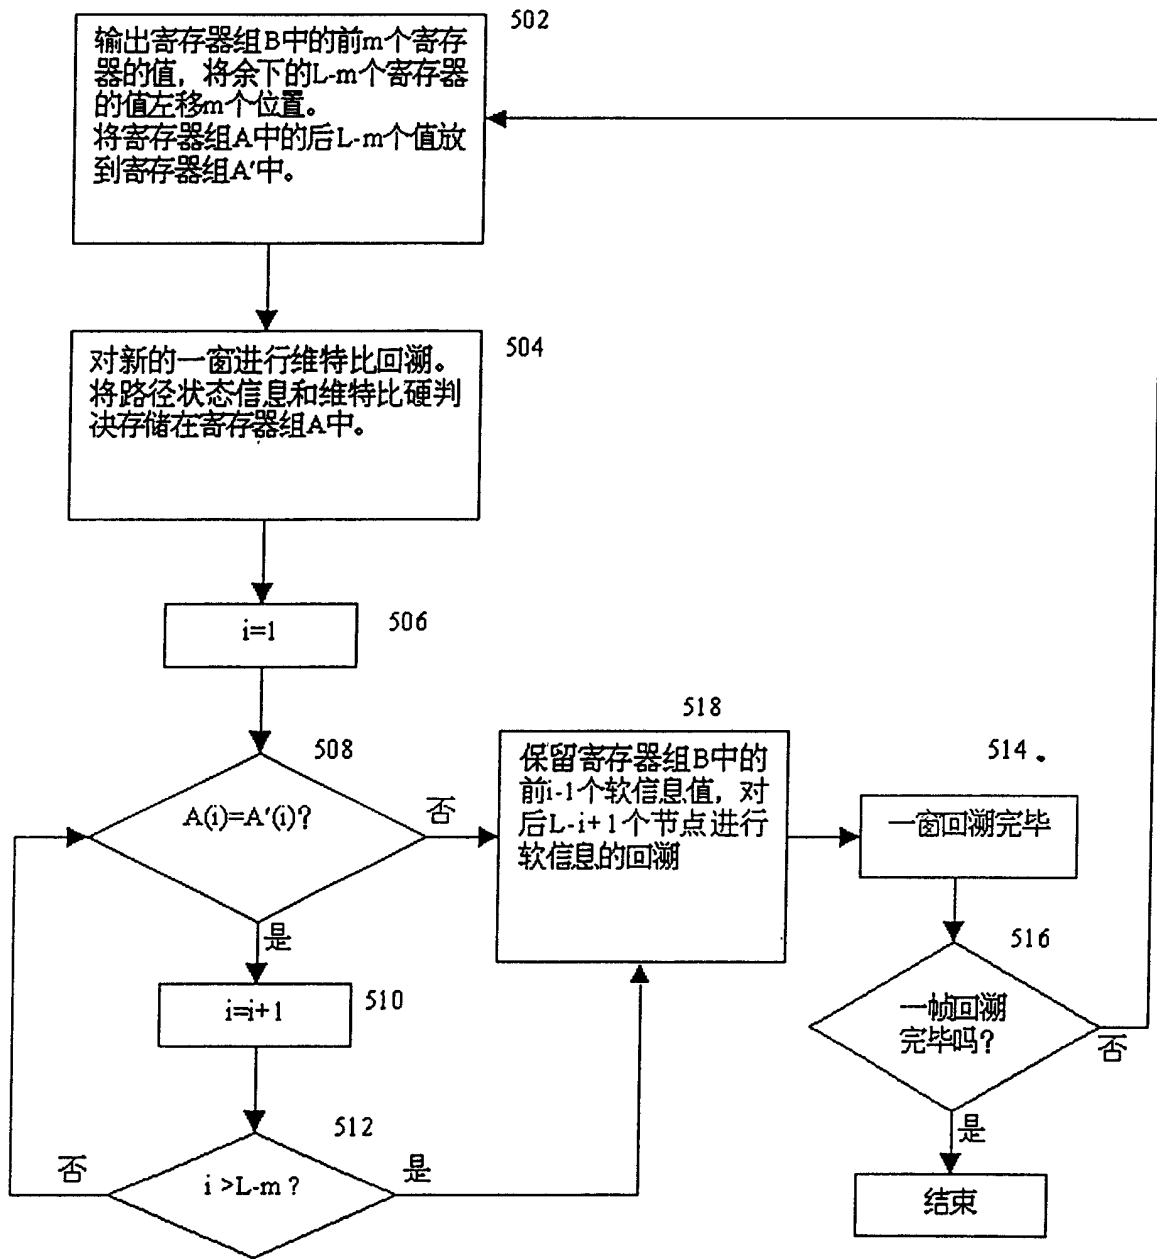 502
输出寄存器组B中的前m个寄存
器的值，将余下的L-m个寄存器
的值左移m个位置。
将寄存器组A中的后L-m个值放
到寄存器组A′中。
504
对新的一窗进行维特比回溯。
将路径状态信息和维特比硬判
决存储在寄存器组A中。
506
i=1
508
A(i)=A′(i)?
否
是
518
保留寄存器组B中的
前i-1个软信息值，对
后L-i+1个节点进行
软信息的回溯
514.
一窗回溯完毕
510
i=i+1
516
一帧回溯
完毕吗?
否
是
512
i >L-m ?
否
是
结束